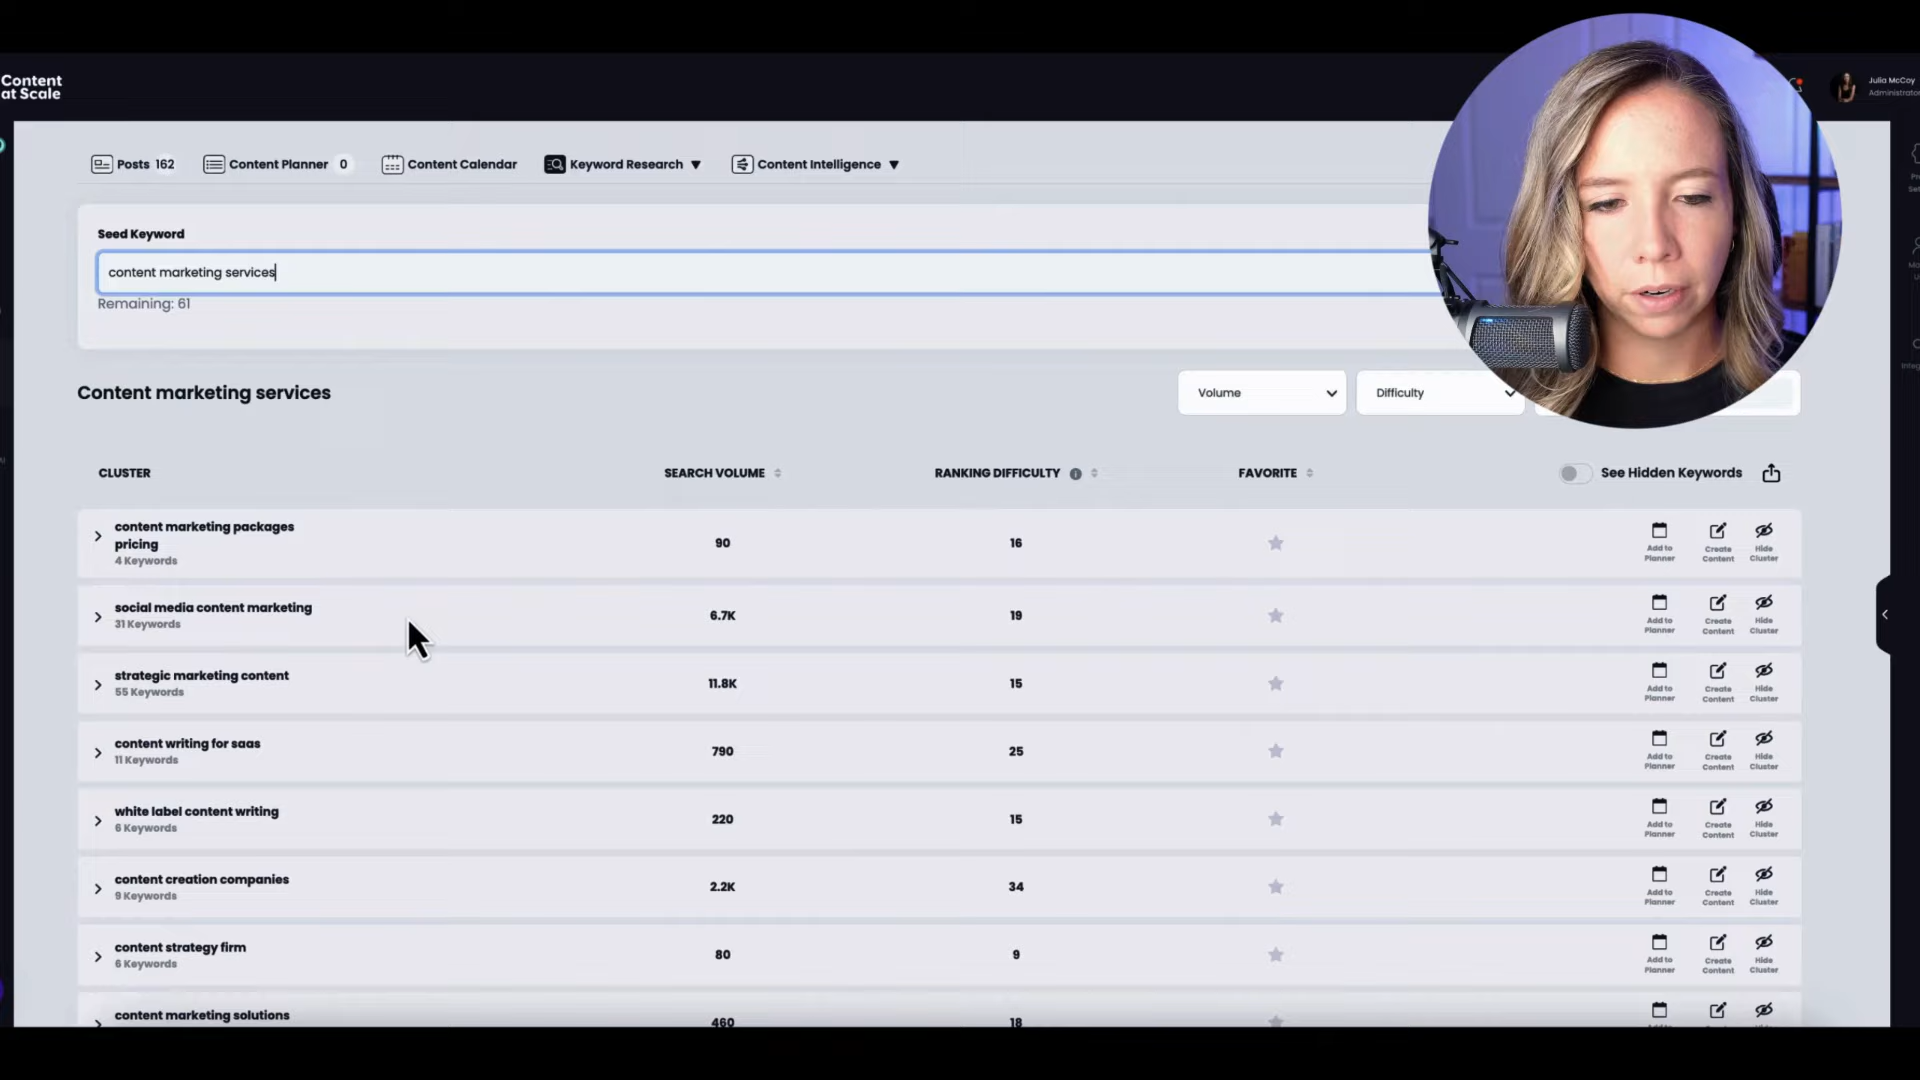 Content
at Scale
Julia McCoy
Administrator
Posts 162
Content Planner 0
Content Calendar
Keyword Research
Content Intelligence
Seed Keyword
content marketing services
Remaining: 61
Content marketing services
Volume
Difficulty
CLUSTER
SEARCH VOLUME
RANKING DIFFICULTY
FAVORITE
See Hidden Keywords
content marketing packages
pricing
4 Keywords
90
16
Add to
Planner
Create
Content
Hide
Cluster
social media content marketing
31 Keywords
6.7K
19
Add to
Planner
Create
Content
Hide
Cluster
strategic marketing content
55 Keywords
11.8K
15
Add to
Planner
Create
Content
Hide
Cluster
content writing for saas
11 Keywords
790
25
Add to
Planner
Create
Content
Hide
Cluster
white label content writing
6 Keywords
220
15
Add to
Planner
Create
Content
Hide
Cluster
content creation companies
9 Keywords
2.2K
34
Add to
Planner
Create
Content
Hide
Cluster
content strategy firm
6 Keywords
80
9
Add to
Planner
Create
Content
Hide
Cluster
content marketing solutions
460
18